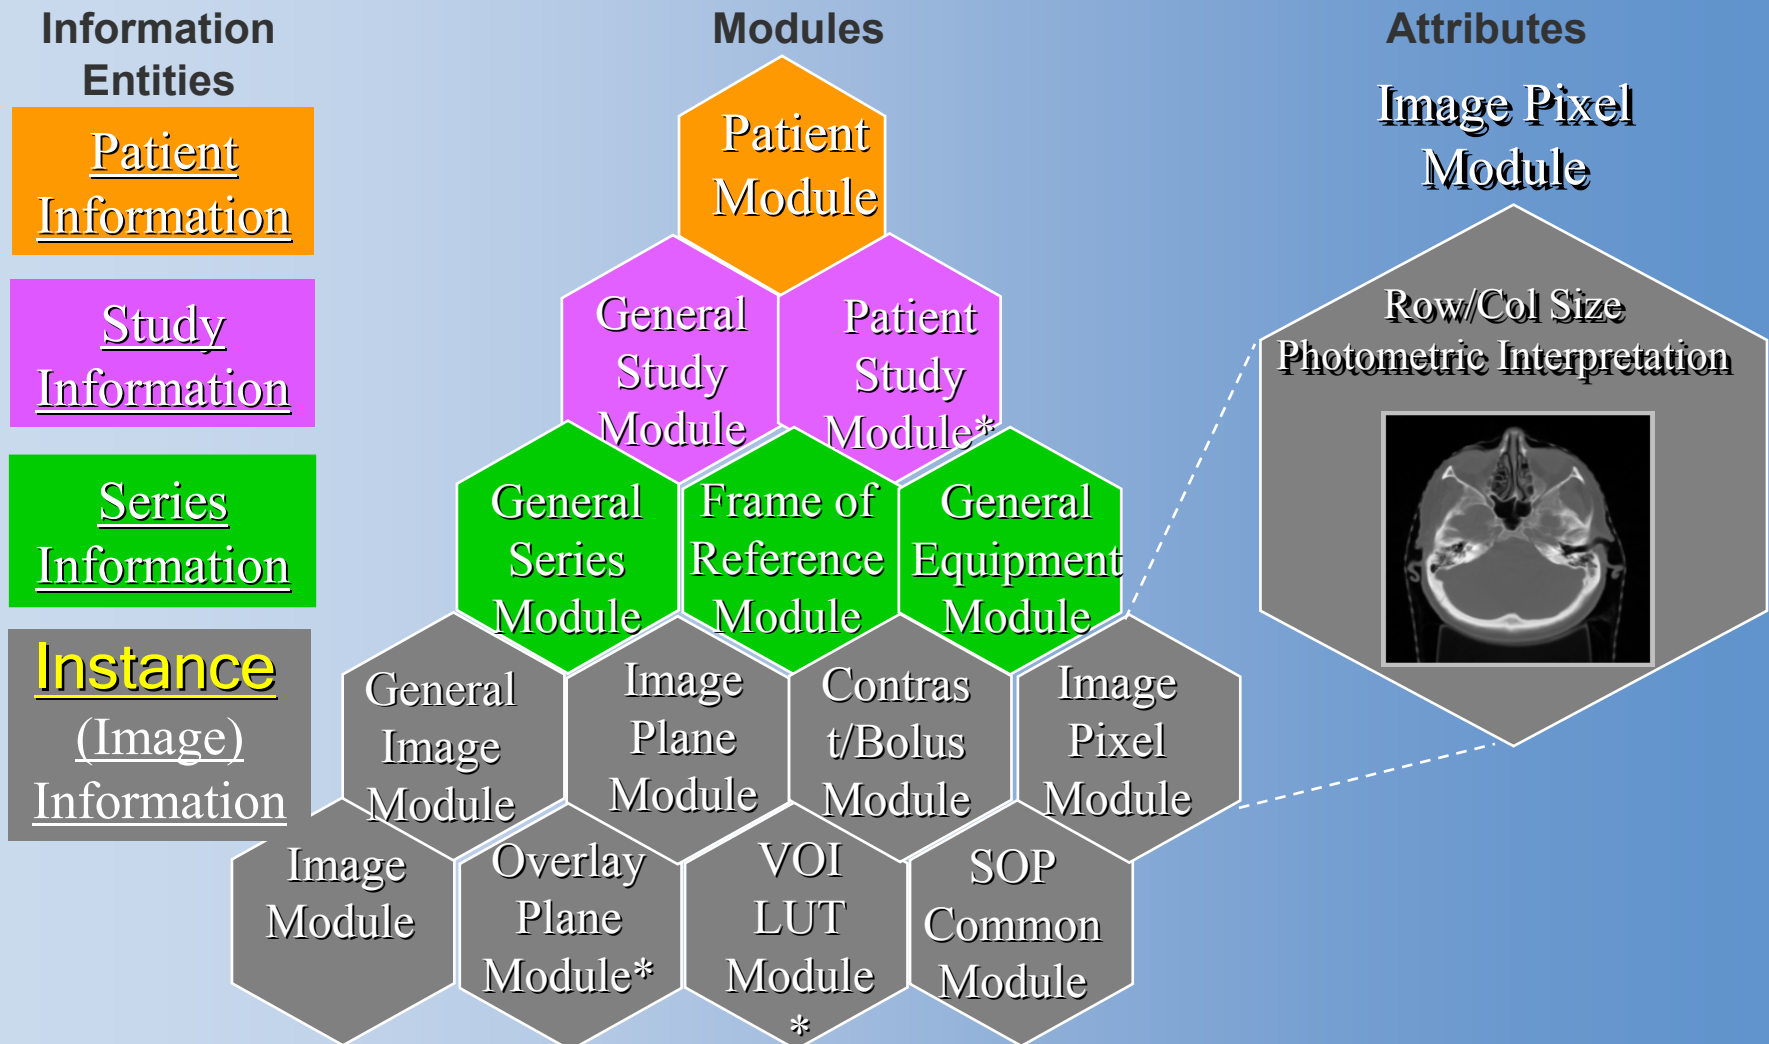 Information
Entities
Modules
Attributes
Patient
Information
Study
Information
Series
Information
Instance
(Image)
Information
Patient
Module
General
Study
Module
Patient
Study
Module*
General
Series
Module
Frame of
Reference
Module
General
Equipment
Module
General
Image
Module
Image
Plane
Module
Contras
t/Bolus
Module
Image
Pixel
Module
Image
Module
Overlay
Plane
Module*
VOI
LUT
Module
*
SOP
Common
Module
Image Pixel
Module
Row/Col Size
Photometric Interpretation